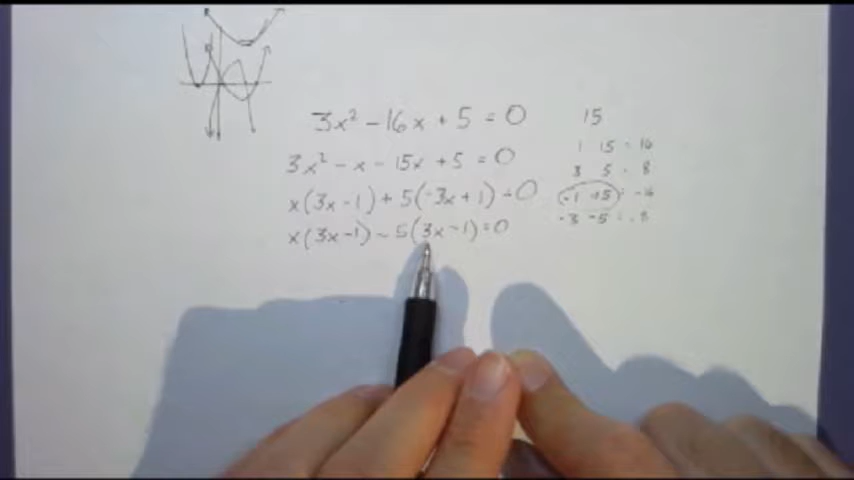 3x² - 16x + 5 = 0
3x² - x - 15x + 5 = 0
x(3x - 1) + 5(-3x + 1) = 0
x(3x - 1) - 5(3x - 1) = 0
15
1 15 = 16
3 5 = 8
-1 -15 = -16
-3 -5 = -8